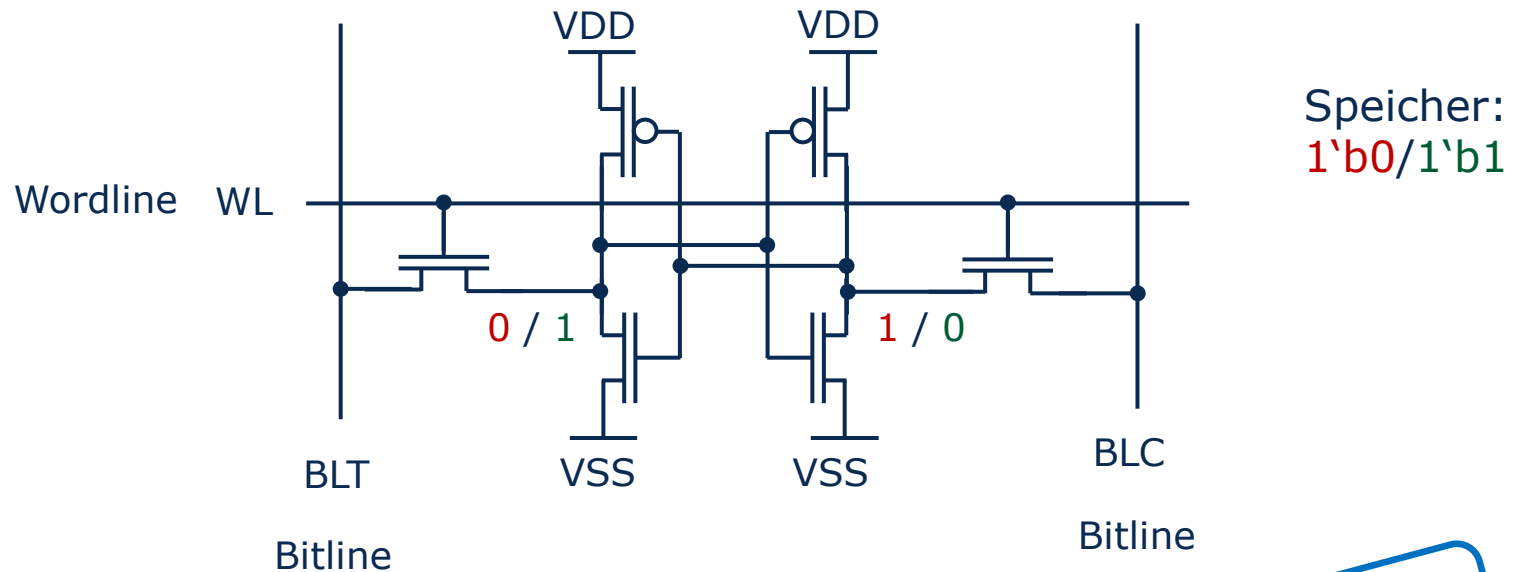 VDD
VDD
Speicher:
1‘b0/1‘b1
Wordline WL
0 / 1
1 / 0
BLT
VSS
VSS
BLC
Bitline
Bitline